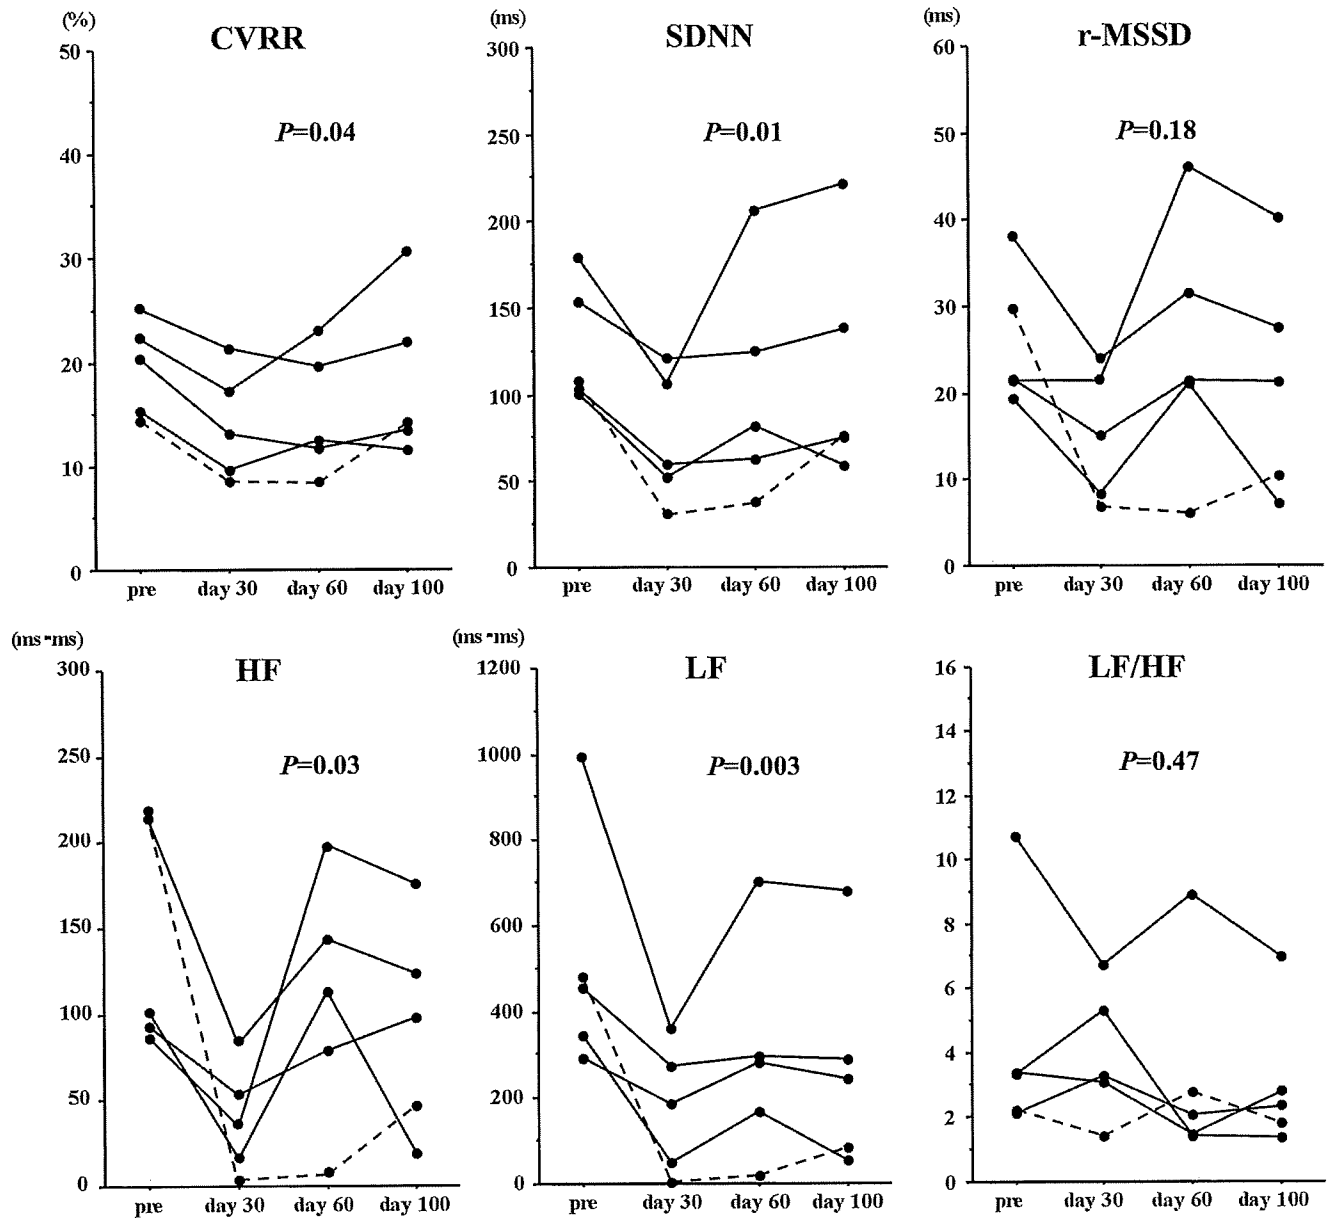 (%)
CVRR
50
P=0.04
40
30
20
10
0
pre day 30 day 60 day 100
(ms)
SDNN
300
250
P=0.01
200
150
100
50
0
pre day 30 day 60 day 100
(ms)
r-MSSD
60
50
P=0.18
40
30
20
10
0
pre day 30 day 60 day 100
(ms·ms)
HF
300
250
P=0.03
200
150
100
50
0
pre day 30 day 60 day 100
(ms·ms)
LF
1200
1000
P=0.003
800
600
400
200
0
pre day 30 day 60 day 100
LF/HF
16
14
P=0.47
12
10
8
6
4
2
0
pre day 30 day 60 day 100